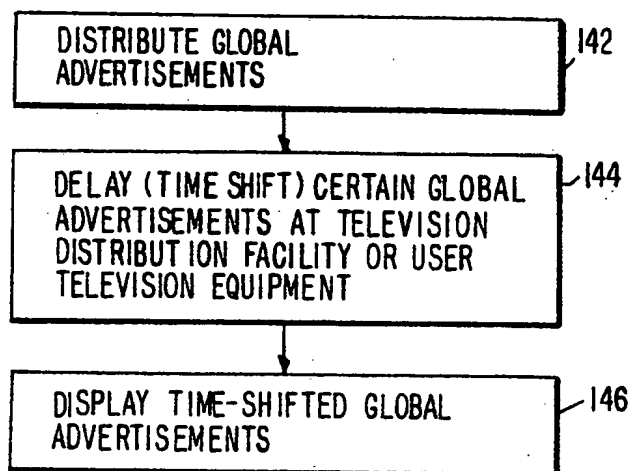 DISTRIBUTE GLOBAL
ADVERTISEMENTS
142
DELAY (TIME SHIFT) CERTAIN GLOBAL
ADVERTISEMENTS AT TELEVISION
DISTRIBUTION FACILITY OR USER
TELEVISION EQUIPMENT
144
DISPLAY TIME-SHIFTED GLOBAL
ADVERTISEMENTS
146